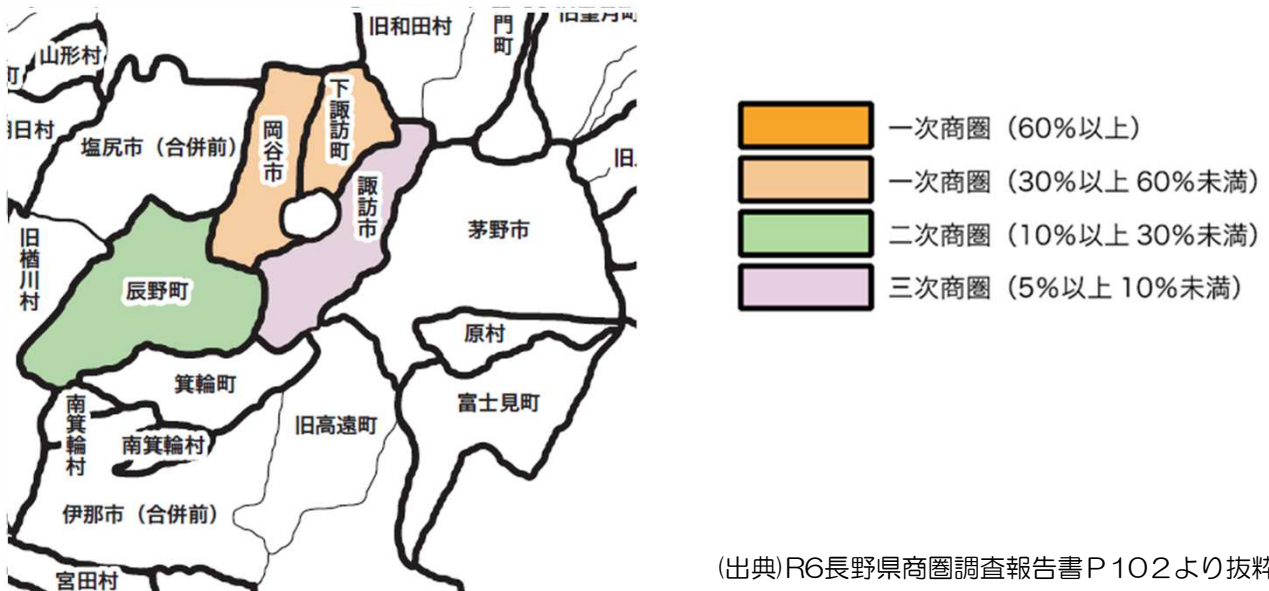 旧和田村
門町
山形村
町
下諏訪町
岡谷市
塩尻市（合併前）
諏訪市
茅野市
旧楢川村
辰野町
原村
箕輪町
富士見町
南箕輪村
旧高遠町
南箕輪村
伊那市（合併前）
宮田村
一次商圏（60%以上）
一次商圏（30%以上 60%未満）
二次商圏（10%以上 30%未満）
三次商圏（5%以上 10%未満）
(出典)R6長野県商圏調査報告書P102より抜粋